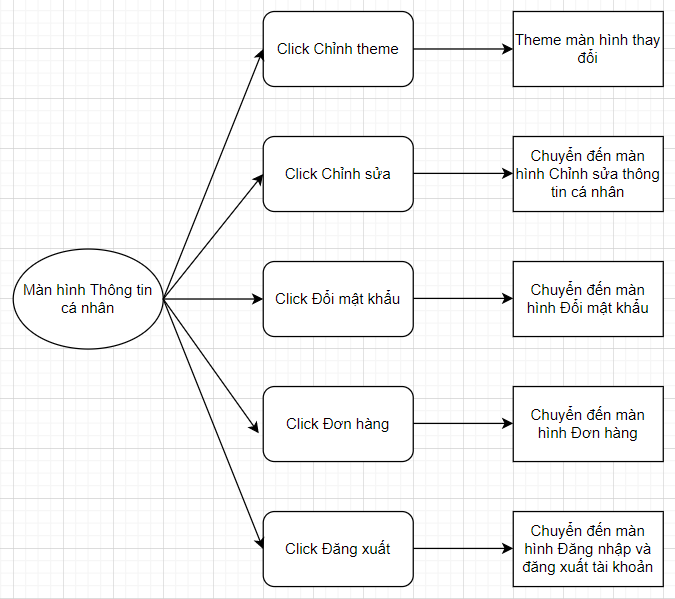 Click Chỉnh theme
Theme màn hình thay
đổi
Click Chỉnh sửa
Chuyển đến màn
hình Chỉnh sửa thông
tin cá nhân
Màn hình Thông tin
cá nhân
Click Đổi mật khẩu
Chuyển đến màn
hình Đổi mật khẩu
Click Đơn hàng
Chuyển đến màn
hình Đơn hàng
Click Đăng xuất
Chuyển đến màn
hình Đăng nhập và
đăng xuất tài khoản